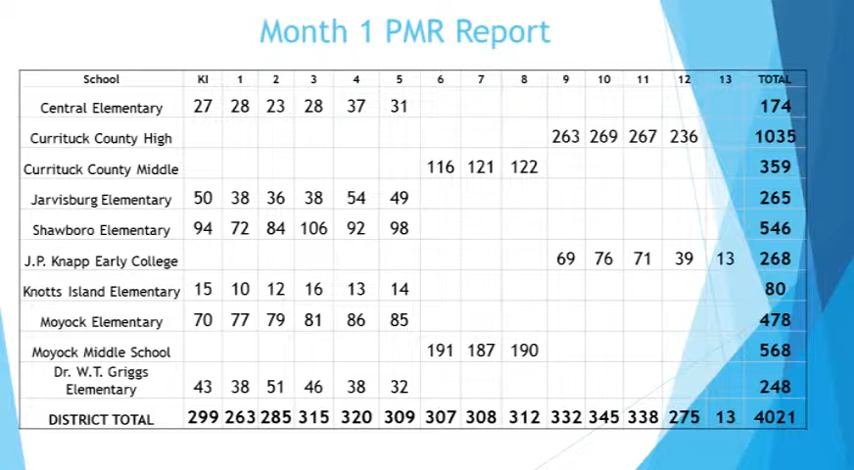 Month 1 PMR Report
School KI 1 2 3 4 5 6 7 8 9 10 11 12 13 TOTAL
Central Elementary 27 28 23 28 37 31 174
Currituck County High 263 269 267 236 1035
Currituck County Middle 116 121 122 359
Jarvisburg Elementary 50 38 36 38 54 49 265
Shawboro Elementary 94 72 84 106 92 98 546
J.P. Knapp Early College 69 76 71 39 13 268
Knotts Island Elementary 15 10 12 16 13 14 80
Moyock Elementary 70 77 79 81 86 85 478
Moyock Middle School 191 187 190 568
Dr. W.T. Griggs
Elementary 43 38 51 46 38 32 248
DISTRICT TOTAL 299 263 285 315 320 309 307 308 312 332 345 338 275 13 4021